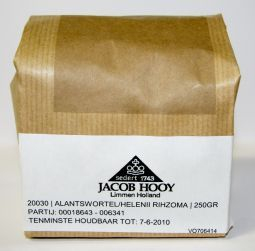 sedert 1743
JACOB HOOY
Limmen Holland
20030 | ALANTSWORTEL/HELENII RIHZOMA | 250GR
PARTIJ: 00018643 - 006341
TENMINSTE HOUDBAAR TOT: 7-6-2010
VO706414